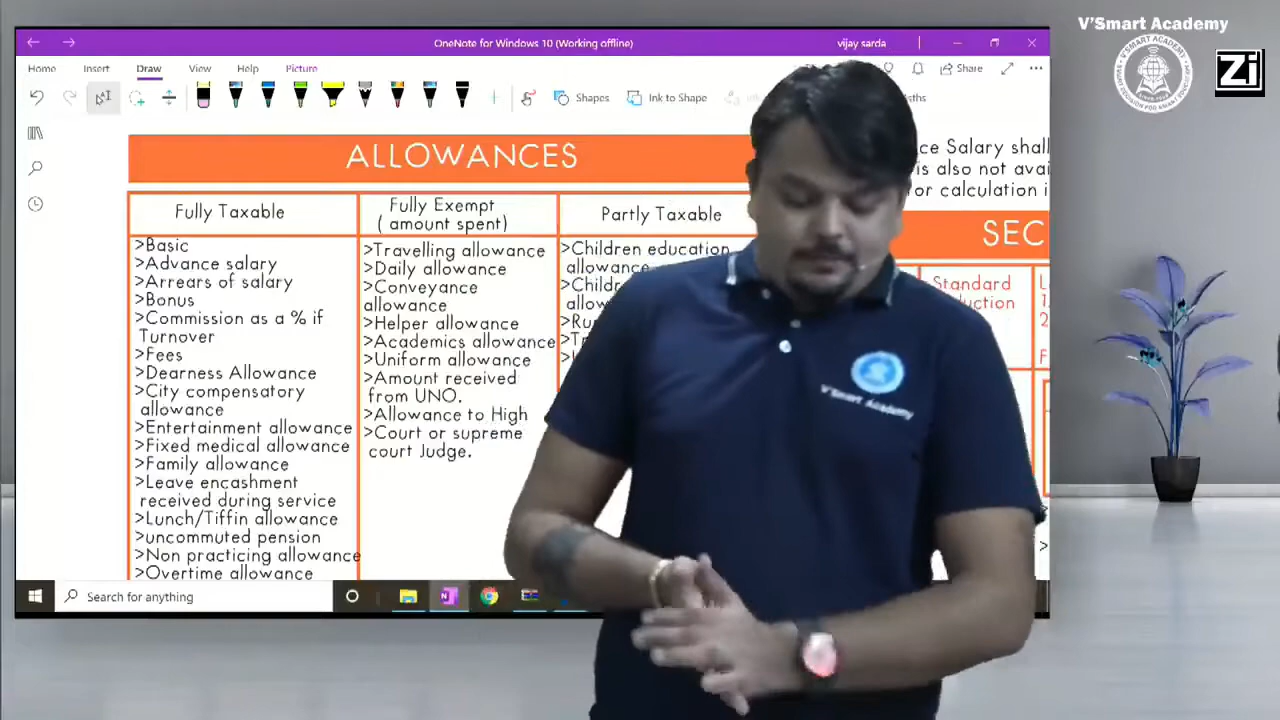 V'Smart Academy
OneNote for Windows 10 (Working offline)
vijay sarda
Home
Insert
Draw
View
Help
Picture
Share
Shapes
Ink to Shape
Zi
ALLOWANCES
Fully Taxable
>Basic
>Advance salary
>Arrears of salary
>Bonus
>Commission as a % if
Turnover
>Fees
>Dearness Allowance
>City compensatory
allowance
>Entertainment allowance
>Fixed medical allowance
>Family allowance
>Leave encashment
received during service
>Lunch/Tiffin allowance
>uncommuted pension
>Non practicing allowance
>Overtime allowance
Fully Exempt
( amount spent)
>Travelling allowance
>Daily allowance
>Conveyance
allowance
>Helper allowance
>Academics allowance
>Uniform allowance
>Amount received
from UNO.
>Allowance to High
>Court or supreme
court Judge.
Partly Taxable
>Children education
allowance
Salary shall
is also not
calculation
SEC
Standard
V'Smart Academy
Search for anything